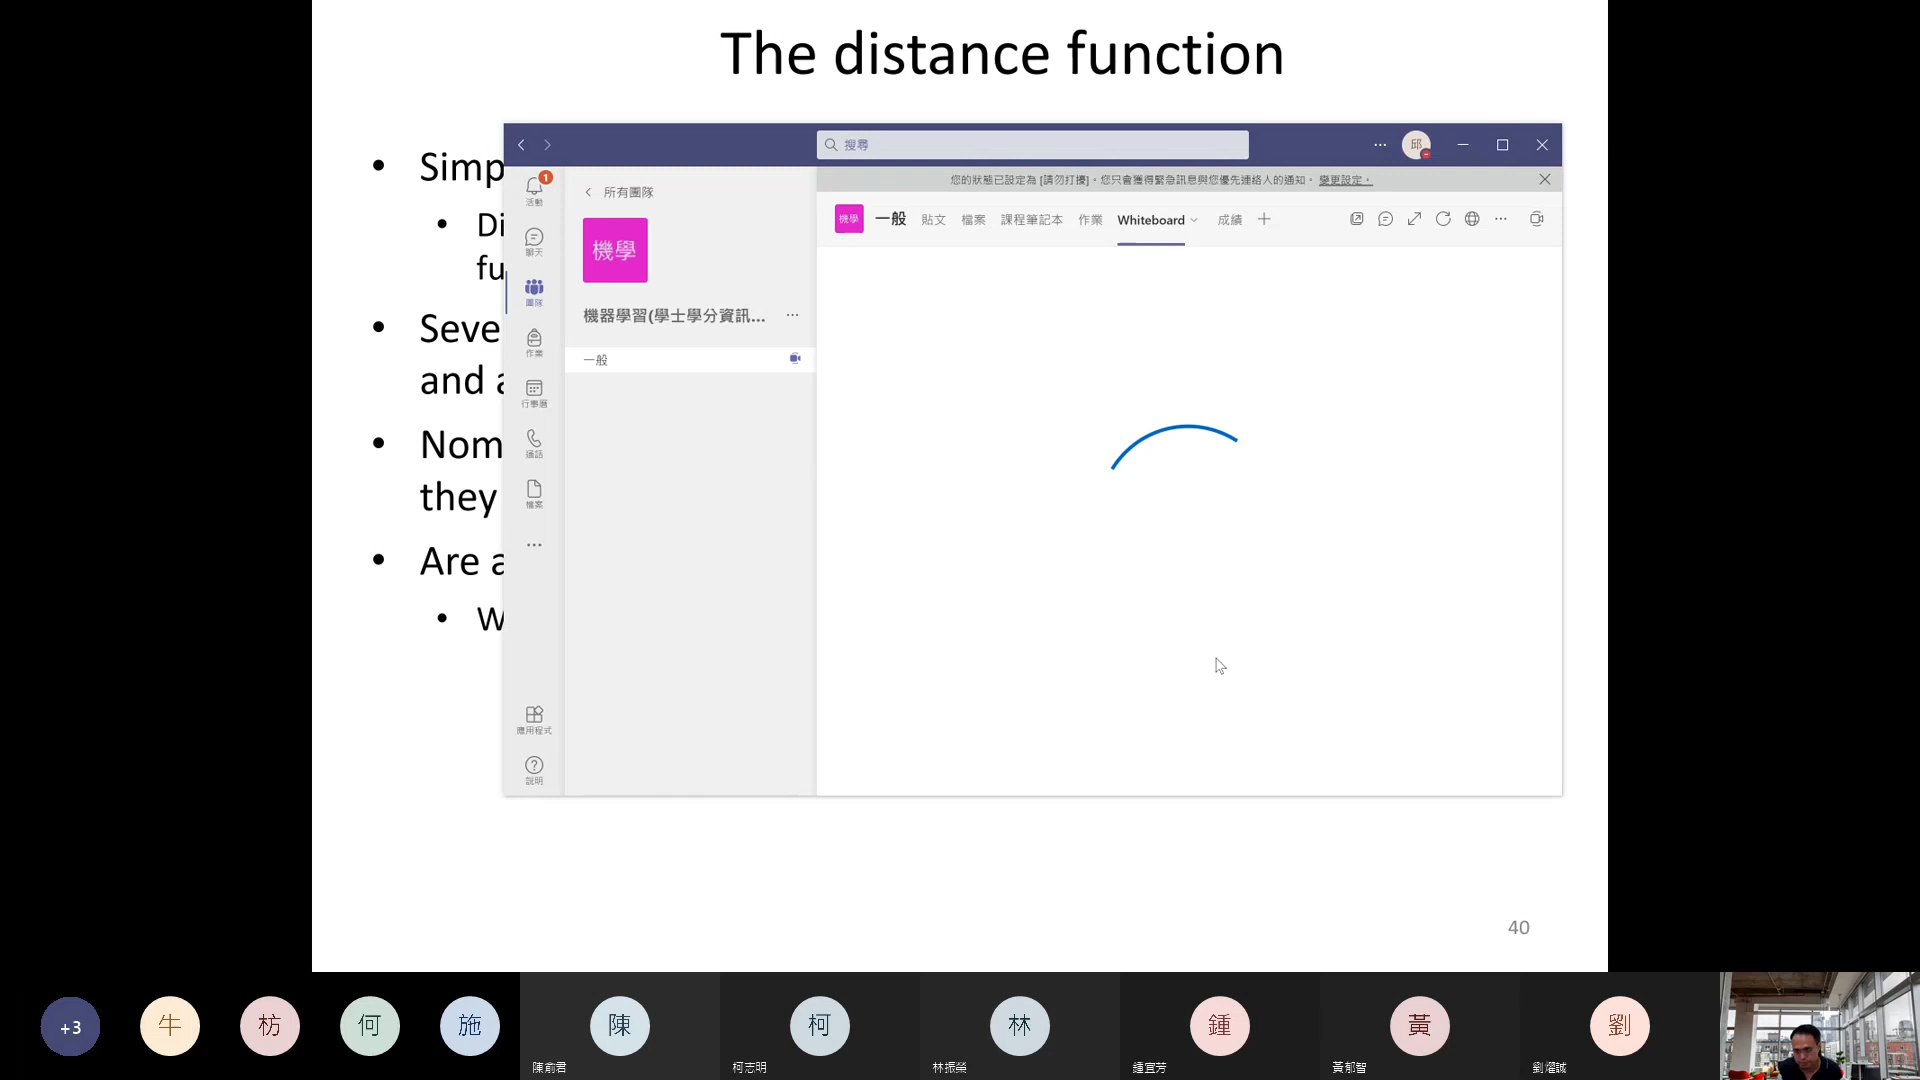 The distance function
• Simp
• Di
fu
• Seve
and a
• Nom
they
• Are a
• W
40
搜尋
邱
您的狀態已設定為 [請勿打擾]。您只會獲得緊急訊息與您優先連絡人的通知。 變更設定。
1
活動
聊天
團隊
作業
行事曆
通話
檔案
應用程式
說明
所有團隊
機學
機器學習(學士學分資訊...
一般
機學 一般 貼文 檔案 課程筆記本 作業 Whiteboard 成績
+3 牛 枋 何 施 陳 柯 林 鍾 黃 劉
陳俞君 柯志明 林振榮 鍾宜芳 黃郁智 劉燿誠